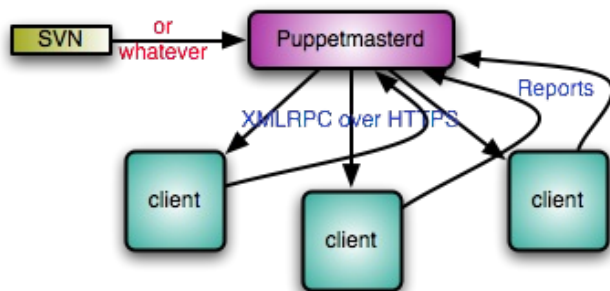 SVN
or
whatever
Puppetmasterd
XMLRPC over HTTPS
Reports
client
client
client